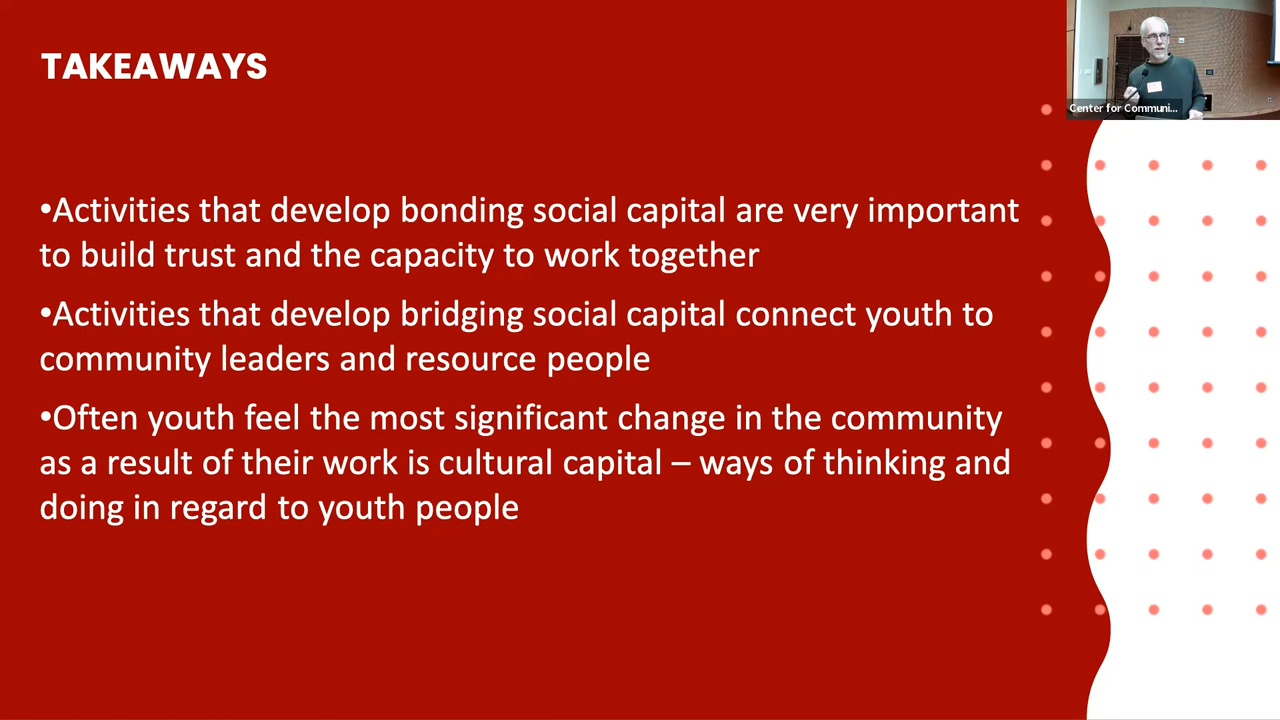 TAKEAWAYS
Center for Communi...
•Activities that develop bonding social capital are very important
to build trust and the capacity to work together
•Activities that develop bridging social capital connect youth to
community leaders and resource people
•Often youth feel the most significant change in the community
as a result of their work is cultural capital – ways of thinking and
doing in regard to youth people